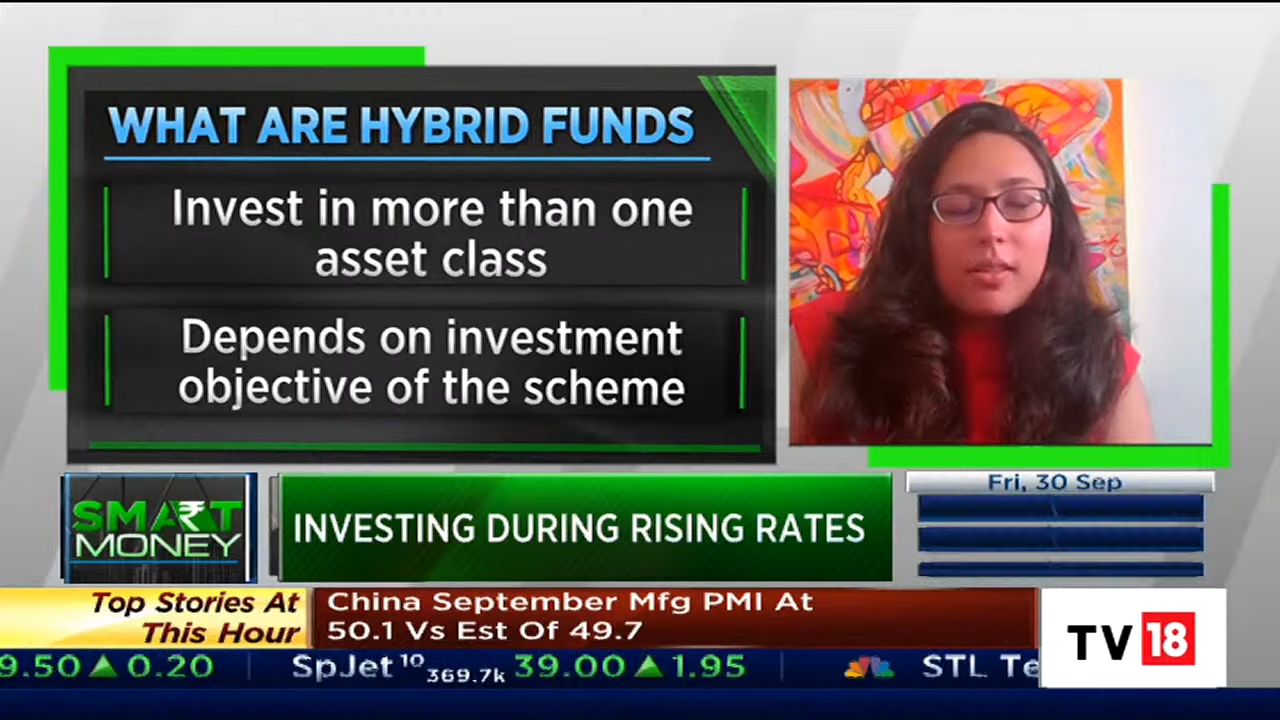 WHAT ARE HYBRID FUNDS
Invest in more than one
asset class
Depends on investment
objective of the scheme
SMA₹T
MONEY
INVESTING DURING RISING RATES
Fri, 30 Sep
Top Stories At
This Hour
China September Mfg PMI At
50.1 Vs Est Of 49.7
9.50 ▲ 0.20 SpJet 10 369.7k 39.00 ▲ 1.95 STL Te
TV18